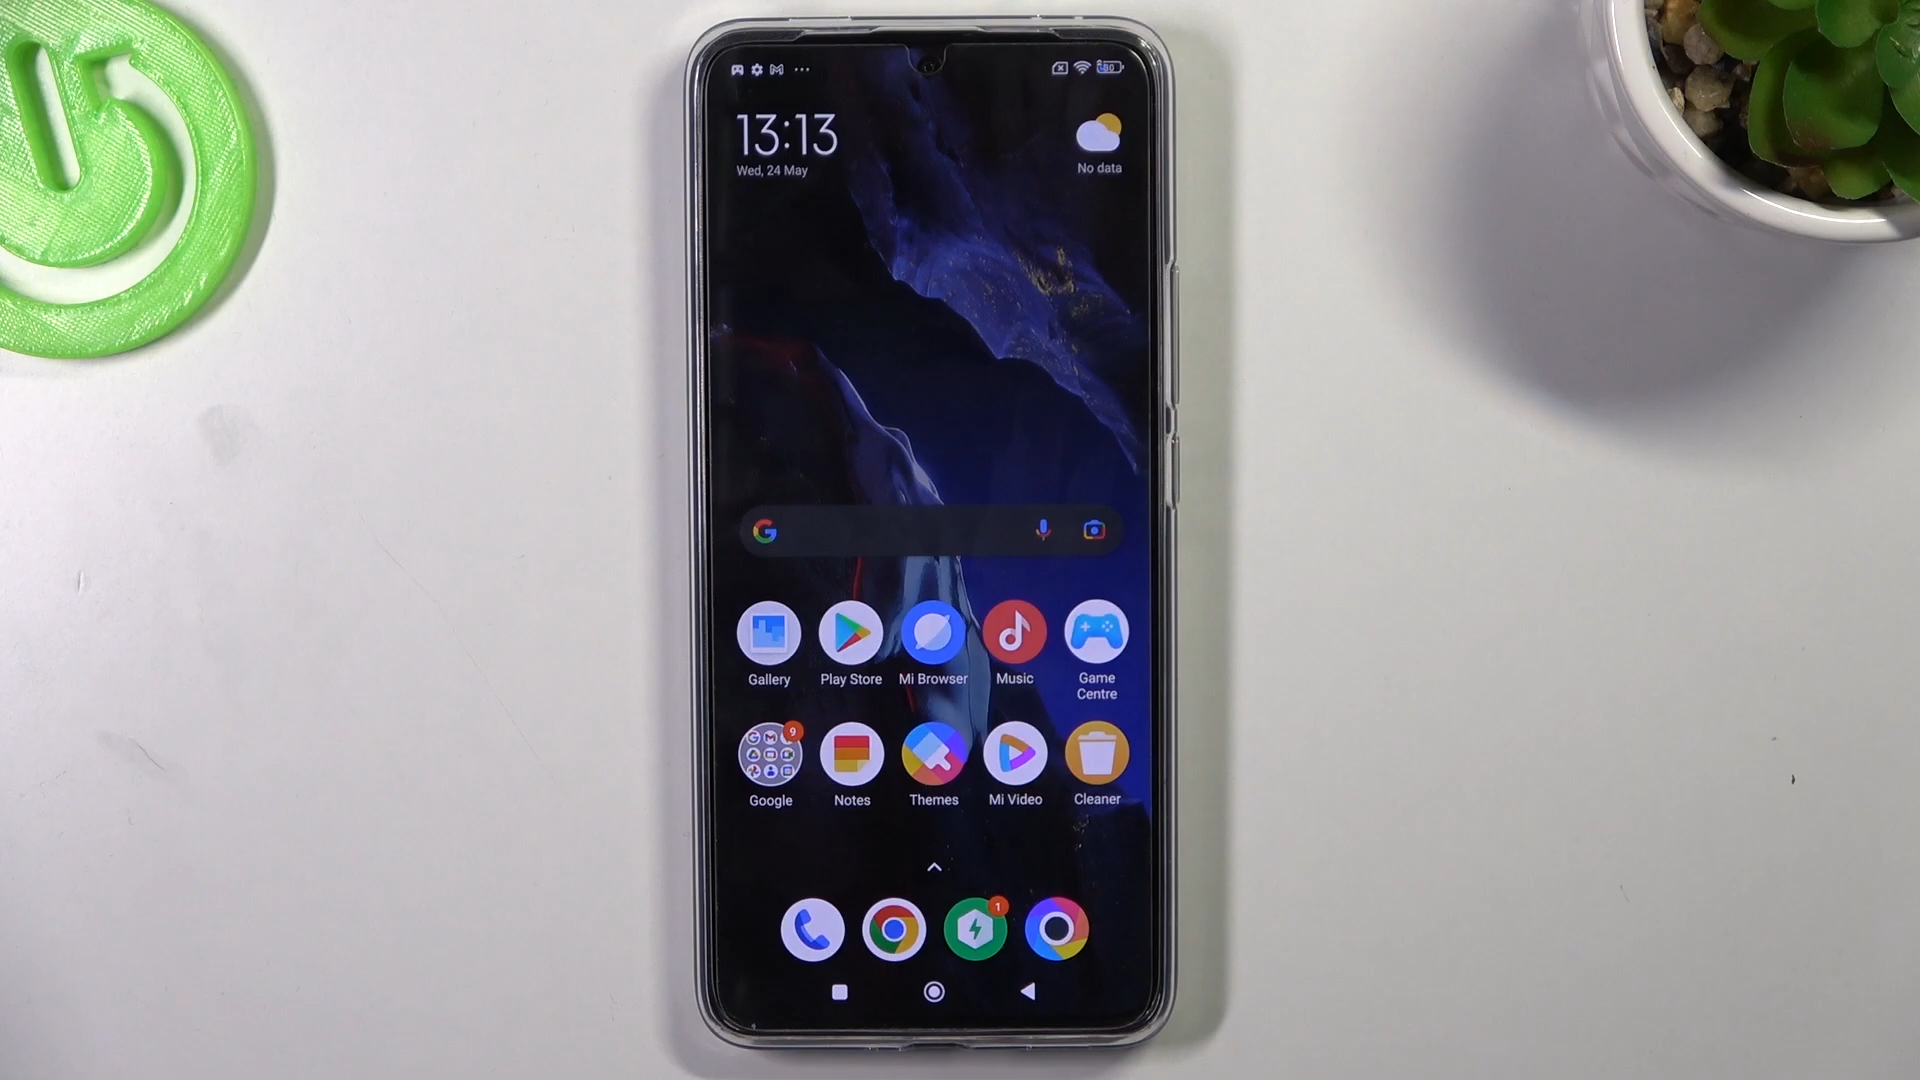 13:13
Wed, 24 May
No data
80
Gallery
Play Store
Mi Browser
Music
Game
Centre
9
Google
Notes
Themes
Mi Video
Cleaner
1